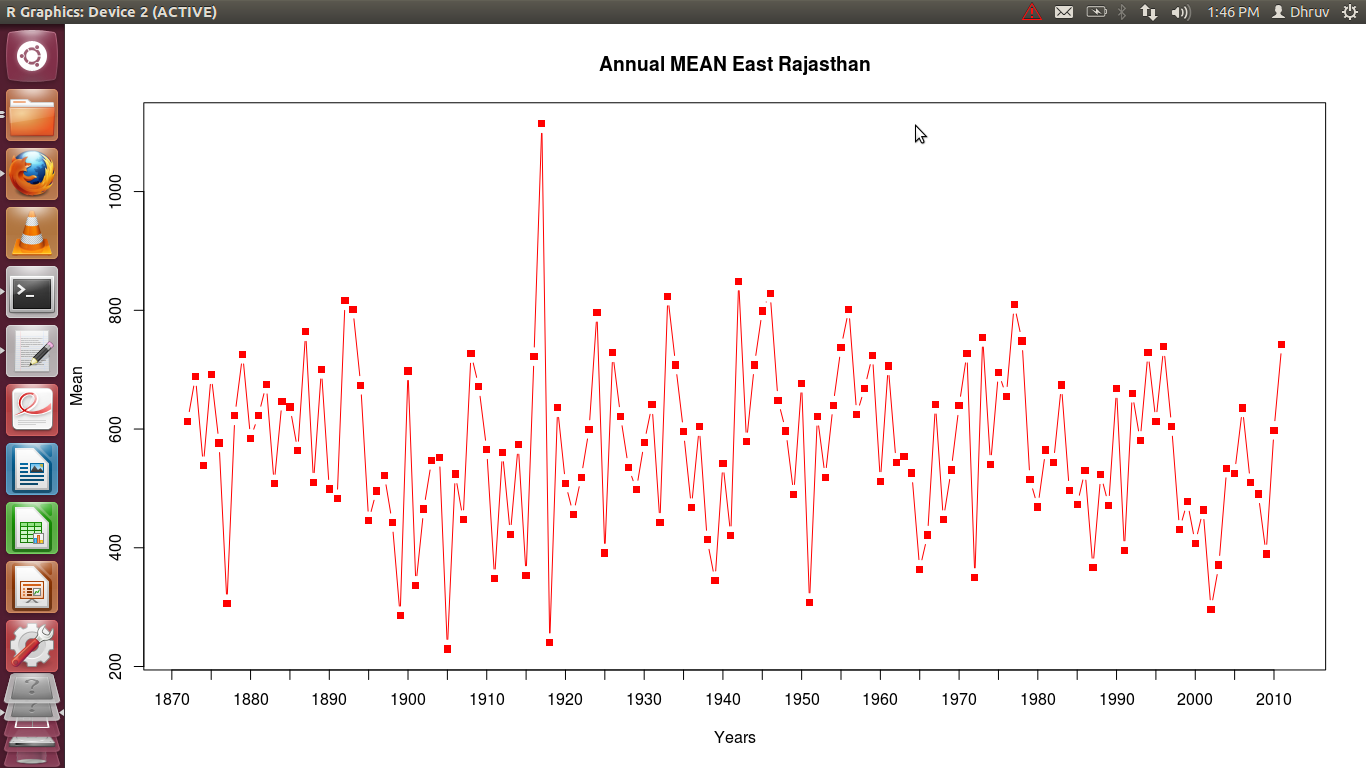 R Graphics: Device 2 (ACTIVE)
1:46 PM
Dhruv
Annual MEAN East Rajasthan
Mean
1000
800
600
400
200
1870 1880 1890 1900 1910 1920 1930 1940 1950 1960 1970 1980 1990 2000 2010
Years